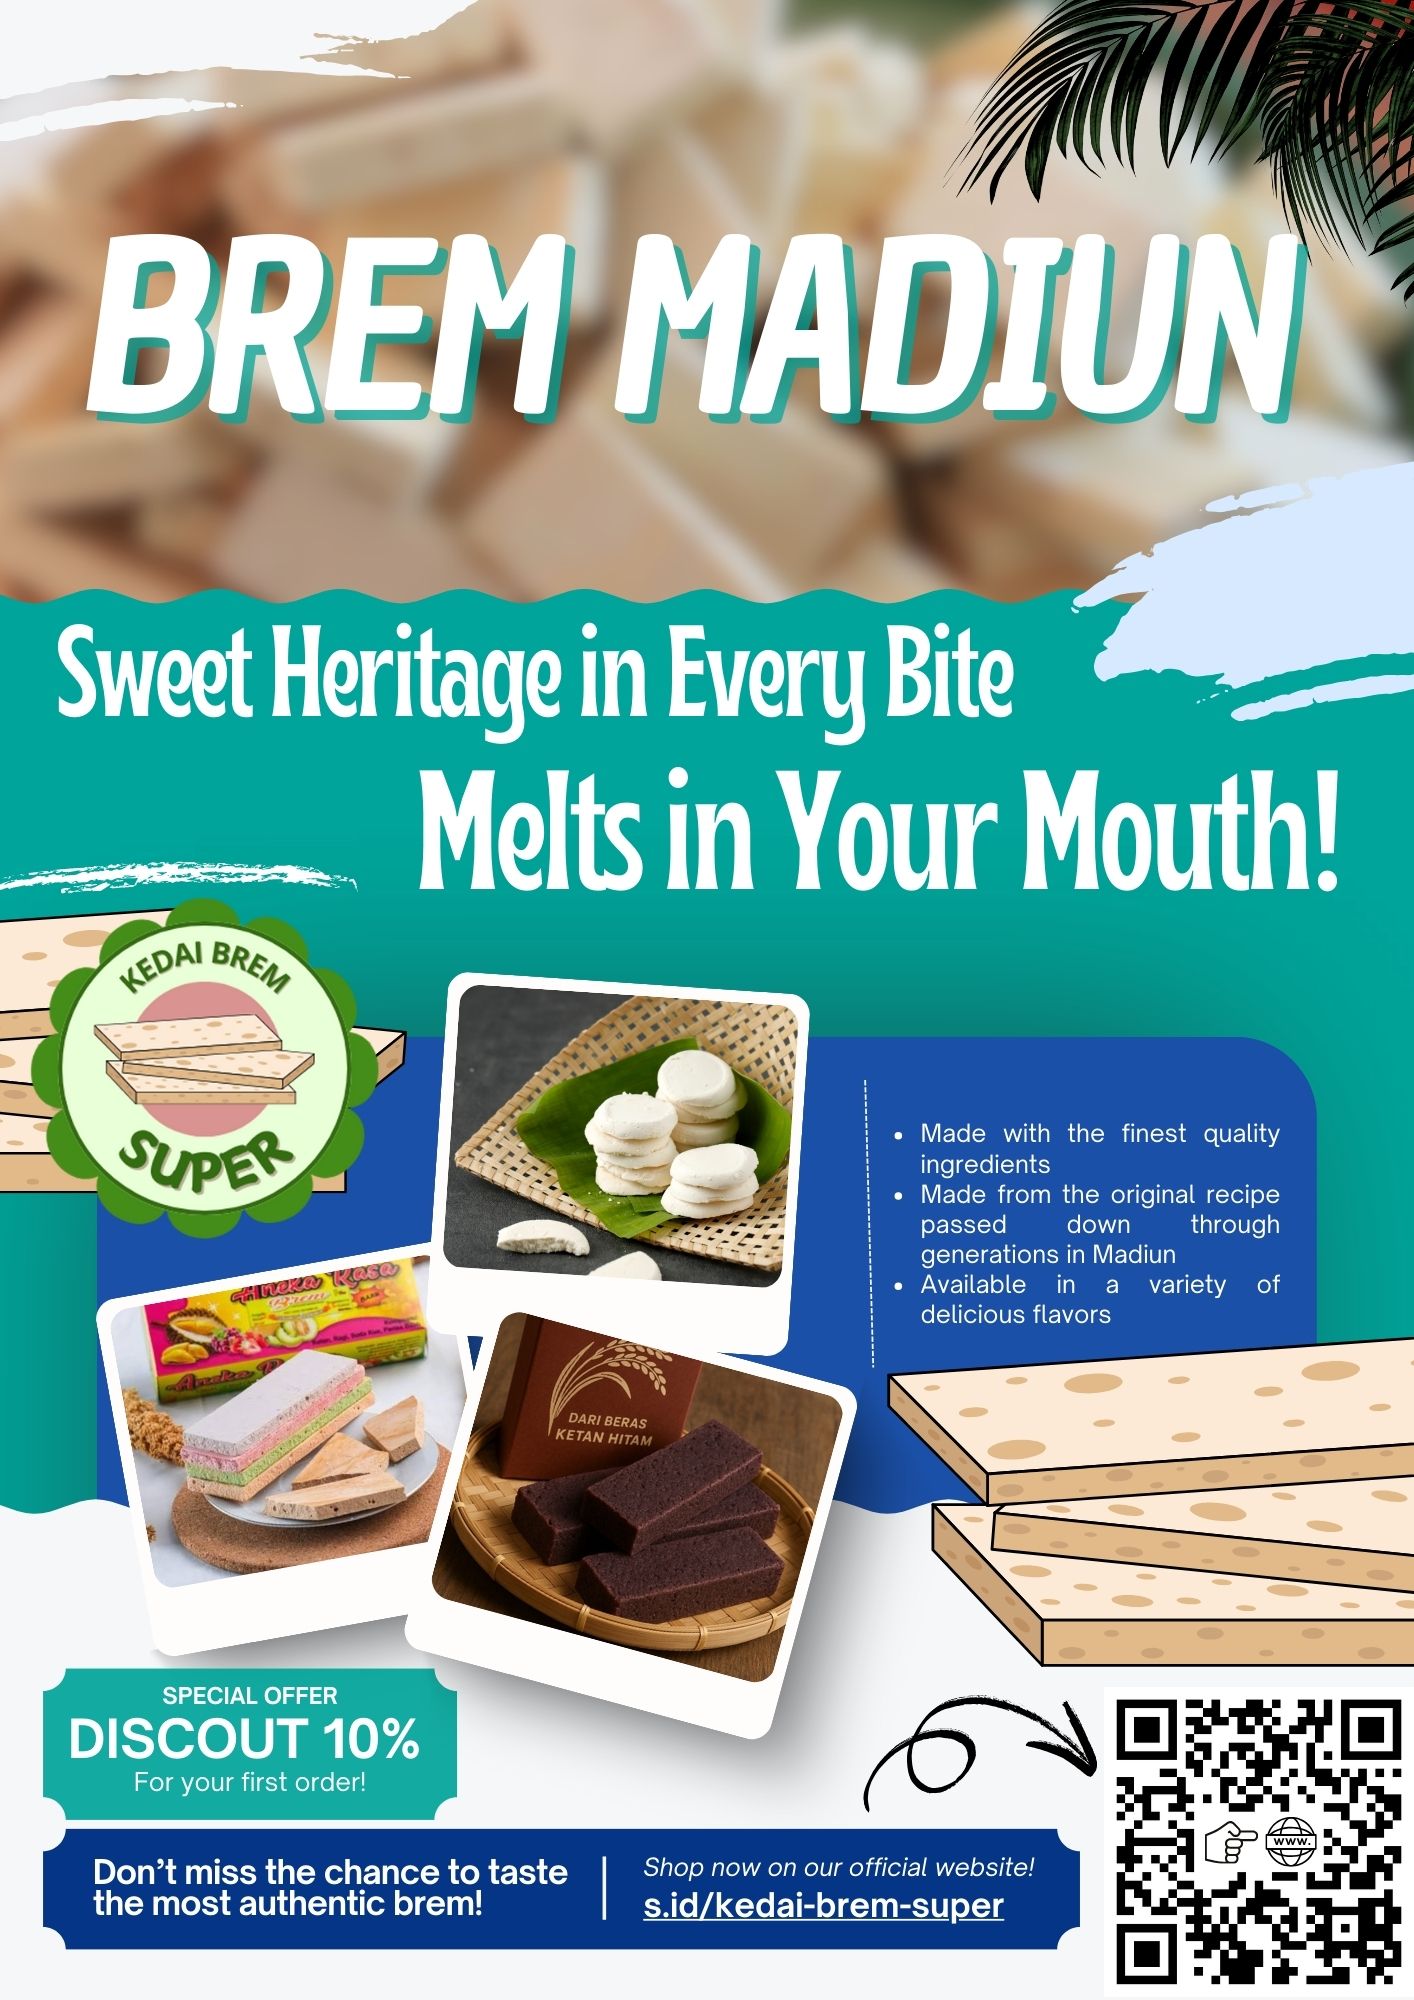 BREM MADIUN
Sweet Heritage in Every Bite
Melts in Your Mouth!
KEDAI BREM
SUPER
• Made with the finest quality
ingredients
• Made from the original recipe
passed down through
generations in Madiun
• Available in a variety of
delicious flavors
Aneka Rasa
Brem
DARI BERAS
KETAN HITAM
SPECIAL OFFER
DISCOUT 10%
For your first order!
Don't miss the chance to taste
the most authentic brem!
Shop now on our official website!
s.id/kedai-brem-super
www.